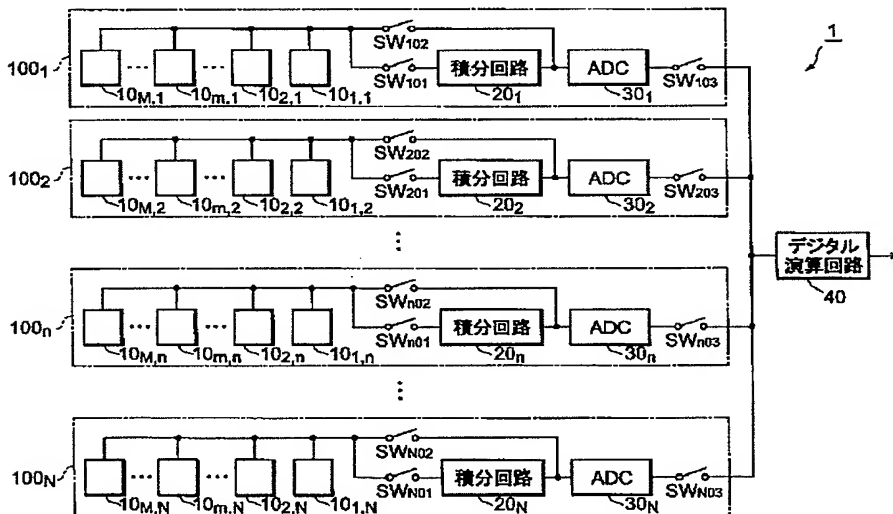 1
SW102
100₁
10M,1
10m,1
102,1
101,1
SW101
積分回路
20₁
ADC
30₁
SW103
SW202
100₂
10M,2
10m,2
102,2
101,2
SW201
積分回路
20₂
ADC
30₂
SW203
デジタル
演算回路
40
SWn02
100n
10M,n
10m,n
102,n
101,n
SWn01
積分回路
20n
ADC
30n
SWn03
SWN02
100N
10M,N
10m,N
102,N
101,N
SWN01
積分回路
20N
ADC
30N
SWN03